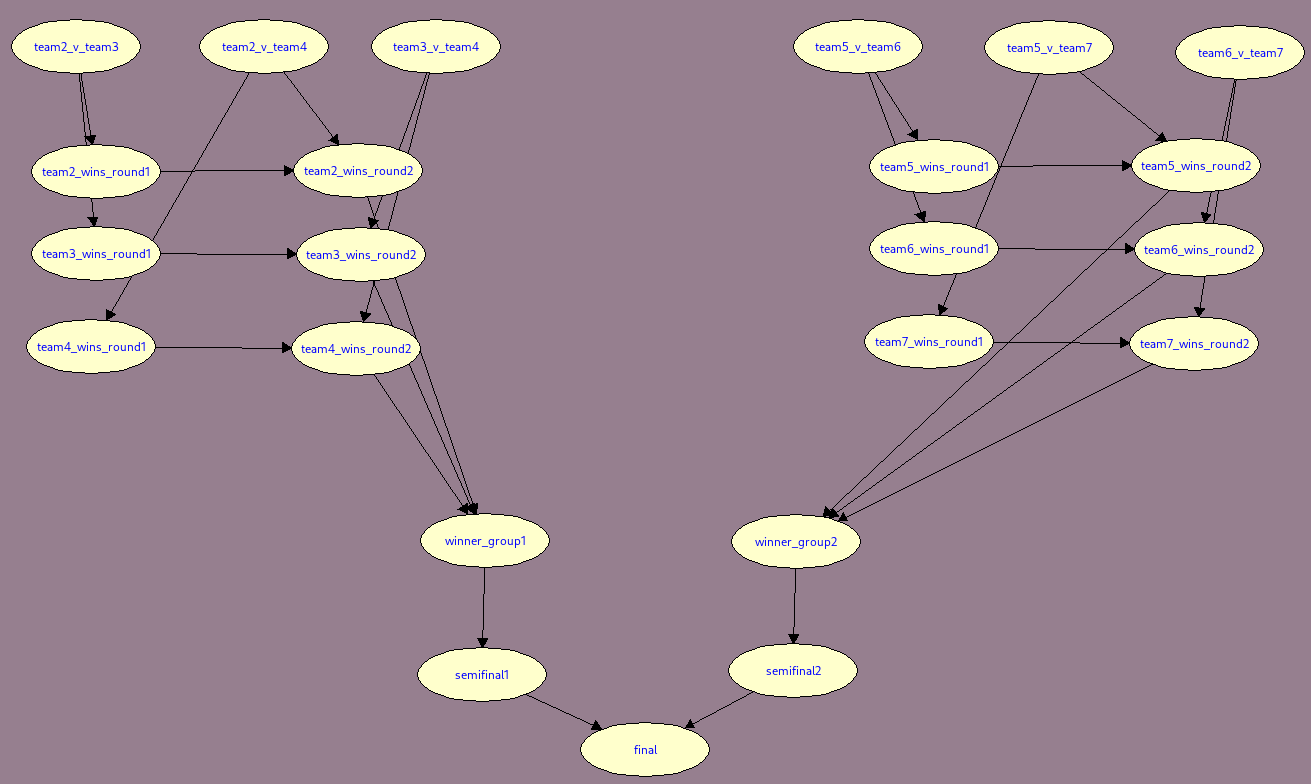 team2_v_team3
team2_v_team4
team3_v_team4
team5_v_team6
team5_v_team7
team6_v_team7
team2_wins_round1
team2_wins_round2
team5_wins_round1
team5_wins_round2
team3_wins_round1
team3_wins_round2
team6_wins_round1
team6_wins_round2
team4_wins_round1
team4_wins_round2
team7_wins_round1
team7_wins_round2
winner_group1
winner_group2
semifinal1
semifinal2
final